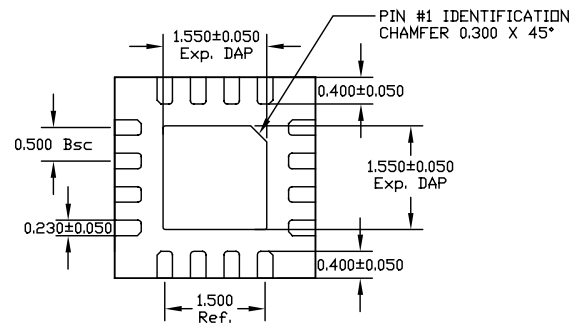 PIN #1 IDENTIFICATION
CHAMFER 0.300 X 45°
1.550±0.050
Exp. DAP
0.400±0.050
0.500 Bsc
1.550±0.050
Exp. DAP
0.230±0.050
0.400±0.050
1.500
Ref.